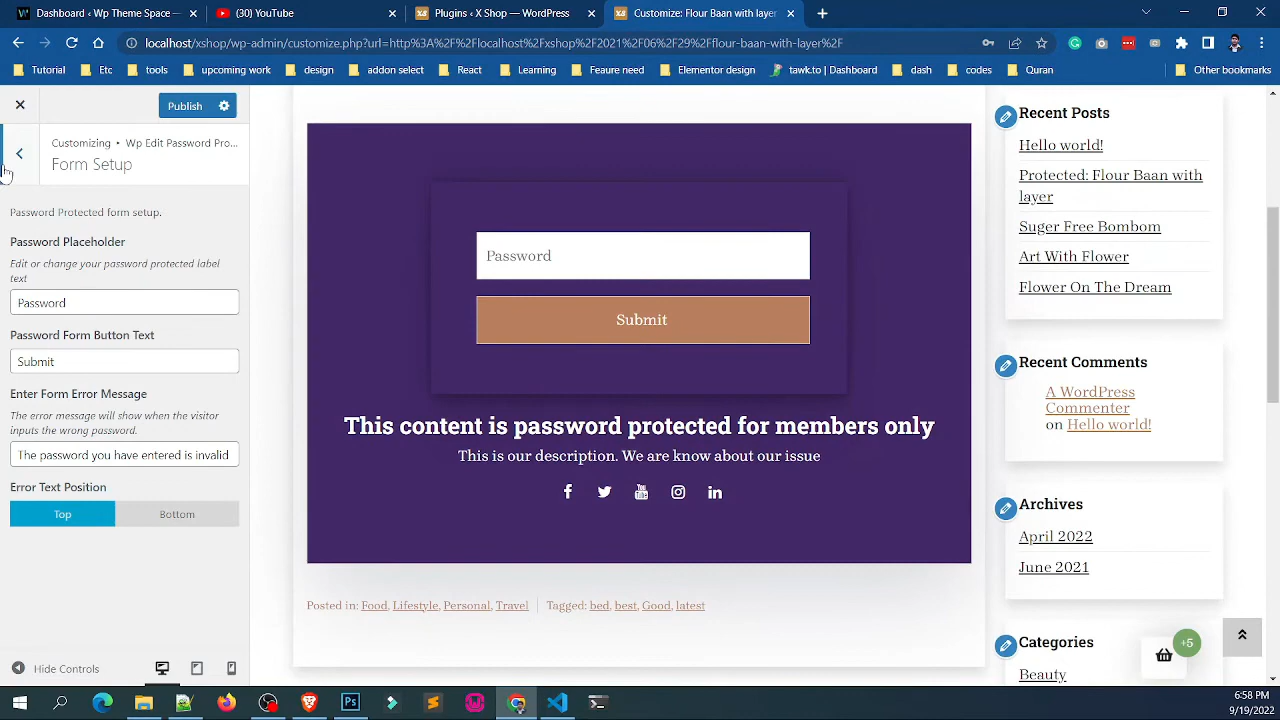 Dashboard ‹ Wp Theme Space
(30) YouTube
Plugins ‹ X Shop — WordPress
Customize: Flour Baan with layer
localhost/xshop/wp-admin/customize.php?url=http%3A%2F%2Flocalhost%2Fxshop%2F2021%2F06%2F29%2Fflour-baan-with-layer%2F
Tutorial
Etc
tools
upcoming work
design
addon select
React
Learning
Feaure need
Elementor design
tawk.to | Dashboard
dash
codes
Quran
Other bookmarks
Publish
Customizing • Wp Edit Password Pro...
Form Setup
Password Protected form setup.
Password Placeholder
Edit or change your password protected label
text
Password
Password Form Button Text
Submit
Enter Form Error Message
The error message will show when the visitor
inputs the wrong password.
The password you have entered is invalid
Error Text Position
Top
Bottom
Hide Controls
Password
Submit
This content is password protected for members only
This is our description. We are know about our issue
Posted in: Food, Lifestyle, Personal, Travel
Tagged: bed, best, Good, latest
Recent Posts
Hello world!
Protected: Flour Baan with
layer
Suger Free Bombom
Art With Flower
Flower On The Dream
Recent Comments
A WordPress
Commenter
on Hello world!
Archives
April 2022
June 2021
Categories
Beauty
+5
6:58 PM
9/19/2022